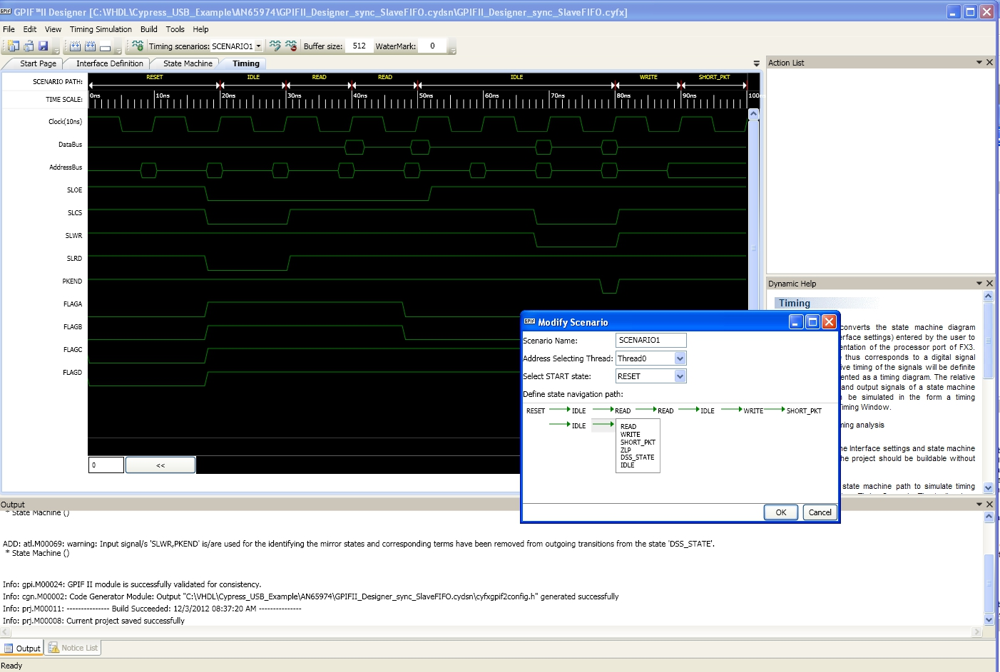 GPIF GPIF™II Designer [C:\VHDL\Cypress_USB_Example\AN65974\GPIFII_Designer_sync_SlaveFIFO.cydsn\GPIFII_Designer_sync_SlaveFIFO.cyfx]
File Edit View Timing Simulation Build Tools Help
Timing scenarios: SCENARIO1 Buffer size: 512 WaterMark: 0
Start Page Interface Definition State Machine Timing
Action List
SCENARIO PATH: RESET IDLE READ READ IDLE WRITE SHORT_PKT
TIME SCALE: 0ns 10ns 20ns 30ns 40ns 50ns 60ns 70ns 80ns 90ns 100ns
Clock(10ns)
DataBus
AddressBus
SLOE
SLCS
SLWR
SLRD
PKEND
FLAGA
FLAGB
FLAGC
FLAGD
0 <<
Dynamic Help
Timing
converts the state machine diagram
rface settings) entered by the user to
entation of the processor port of FX3.
thus corresponds to a digital signal
ive timing of the signals will be definite
ented as a timing diagram. The relative
and output signals of a state machine
be simulated in the form a timing
Timing Window.
ming analysis
he Interface settings and state machine
he project should be buildable without
state machine path to simulate timing
GPIF Modify Scenario
Scenario Name: SCENARIO1
Address Selecting Thread: Thread0
Select START state: RESET
Define state navigation path:
RESET IDLE READ READ IDLE WRITE SHORT_PKT
IDLE
READ
WRITE
SHORT_PKT
ZLP
DSS_STATE
IDLE
OK Cancel
Output
* State Machine ()
ADD: atl.M00069: warning: Input signal/s 'SLWR,PKEND' is/are used for the identifying the mirror states and corresponding terms have been removed from outgoing transitions from the state 'DSS_STATE'.
* State Machine ()
Info: gpi.M00024: GPIF II module is successfully validated for consistency.
Info: cgn.M00002: Code Generator Module: Output "C:\VHDL\Cypress_USB_Example\AN65974\GPIFII_Designer_sync_SlaveFIFO.cydsn\cyfxgpif2config.h" generated successfully
Info: prj.M00011: --------------- Build Succeeded: 12/3/2012 08:37:20 AM ---------------
Info: prj.M00008: Current project saved successfully
Output Notice List
Ready